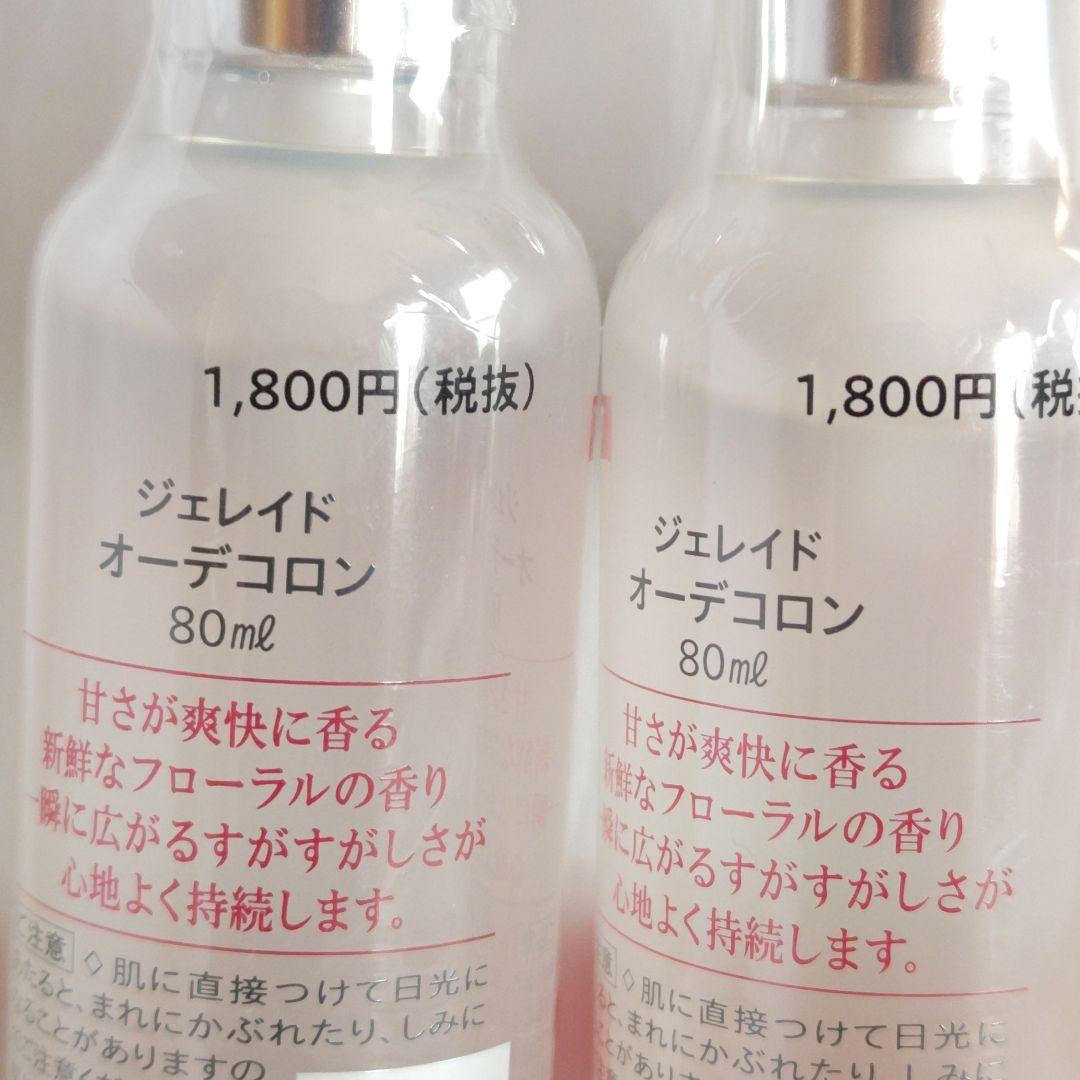 1,800円(税抜)
ジェレイド
オーデコロン
80㎖
甘さが爽快に香る
新鮮なフローラルの香り
一瞬に広がるすがすがしさが
心地よく持続します。
注意 ◇肌に直接つけて日光に
たると、まれにかぶれたり、しみに
ることがありますの
1,800円(税
ジェレイド
オーデコロン
80㎖
甘さが爽快に香る
新鮮なフローラルの香り
瞬に広がるすがすがしさが
心地よく持続します。
◇肌に直接つけて日光に
ると、まれにかぶれたり、しみに
ことがありま